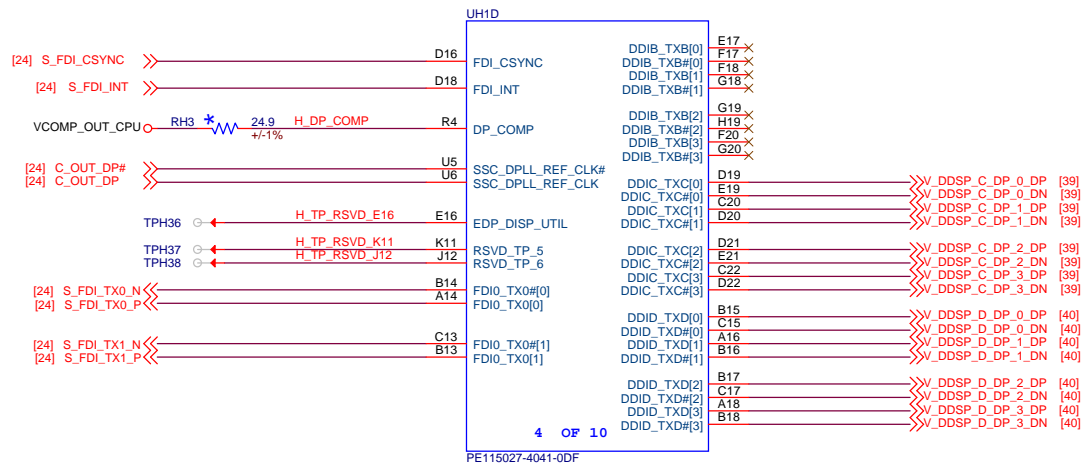 UH1D
[24] S_FDI_CSYNC D16 FDI_CSYNC
[24] S_FDI_INT D18 FDI_INT
VCOMP_OUT_CPU RH3 * 24.9 H_DP_COMP R4 DP_COMP
+/-1%
[24] C_OUT_DP# U5 SSC_DPLL_REF_CLK#
[24] C_OUT_DP U6 SSC_DPLL_REF_CLK
TPH36 H_TP_RSVD_E16 E16 EDP_DISP_UTIL
TPH37 H_TP_RSVD_K11 K11 RSVD_TP_5
TPH38 H_TP_RSVD_J12 J12 RSVD_TP_6
[24] S_FDI_TX0_N B14 FDI0_TX0#[0]
[24] S_FDI_TX0_P A14 FDI0_TX0[0]
[24] S_FDI_TX1_N C13 FDI0_TX0#[1]
[24] S_FDI_TX1_P B13 FDI0_TX0[1]
DDIB_TXB[0] E17
DDIB_TXB#[0] F17
DDIB_TXB[1] F18
DDIB_TXB#[1] G18
DDIB_TXB[2] G19
DDIB_TXB#[2] H19
DDIB_TXB[3] F20
DDIB_TXB#[3] G20
DDIC_TXC[0] D19 V_DDSP_C_DP_0_DP [39]
DDIC_TXC#[0] E19 V_DDSP_C_DP_0_DN [39]
DDIC_TXC[1] C20 V_DDSP_C_DP_1_DP [39]
DDIC_TXC#[1] D20 V_DDSP_C_DP_1_DN [39]
DDIC_TXC[2] D21 V_DDSP_C_DP_2_DP [39]
DDIC_TXC#[2] E21 V_DDSP_C_DP_2_DN [39]
DDIC_TXC[3] C22 V_DDSP_C_DP_3_DP [39]
DDIC_TXC#[3] D22 V_DDSP_C_DP_3_DN [39]
DDID_TXD[0] B15 V_DDSP_D_DP_0_DP [40]
DDID_TXD#[0] C15 V_DDSP_D_DP_0_DN [40]
DDID_TXD[1] A16 V_DDSP_D_DP_1_DP [40]
DDID_TXD#[1] B16 V_DDSP_D_DP_1_DN [40]
DDID_TXD[2] B17 V_DDSP_D_DP_2_DP [40]
DDID_TXD#[2] C17 V_DDSP_D_DP_2_DN [40]
DDID_TXD[3] A18 V_DDSP_D_DP_3_DP [40]
DDID_TXD#[3] B18 V_DDSP_D_DP_3_DN [40]
4 OF 10
PE115027-4041-0DF